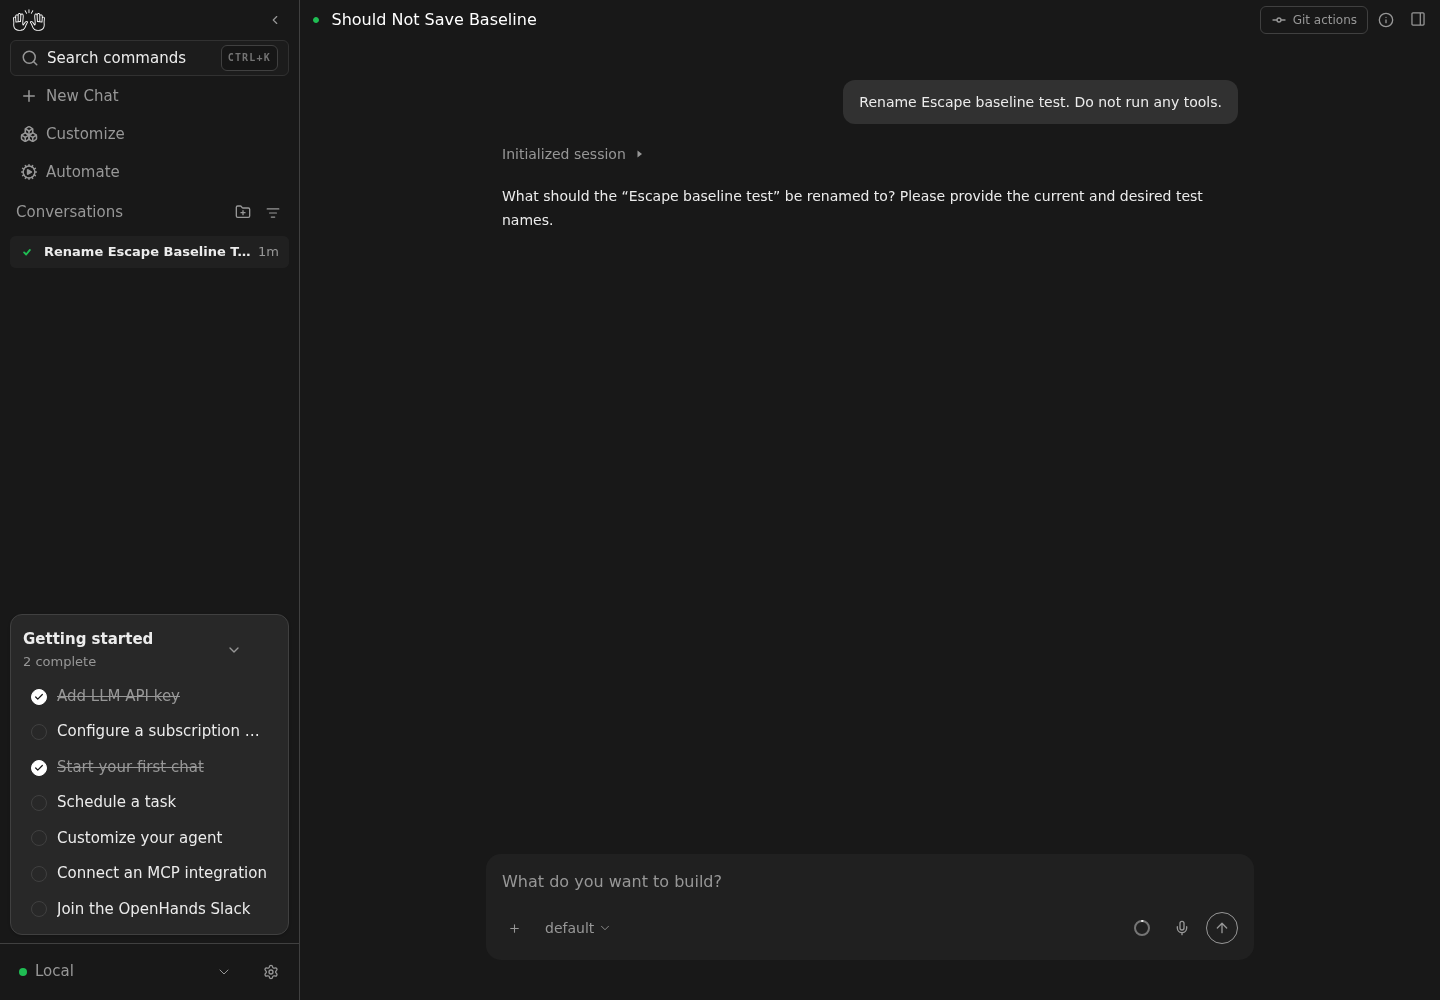 Search commands
CTRL+K
New Chat
Customize
Automate
Conversations
Rename Escape Baseline T... 1m
Getting started
2 complete
Add LLM API key
Configure a subscription ...
Start your first chat
Schedule a task
Customize your agent
Connect an MCP integration
Join the OpenHands Slack
Local
Should Not Save Baseline
Git actions
Rename Escape baseline test. Do not run any tools.
Initialized session
What should the “Escape baseline test” be renamed to? Please provide the current and desired test
names.
What do you want to build?
default